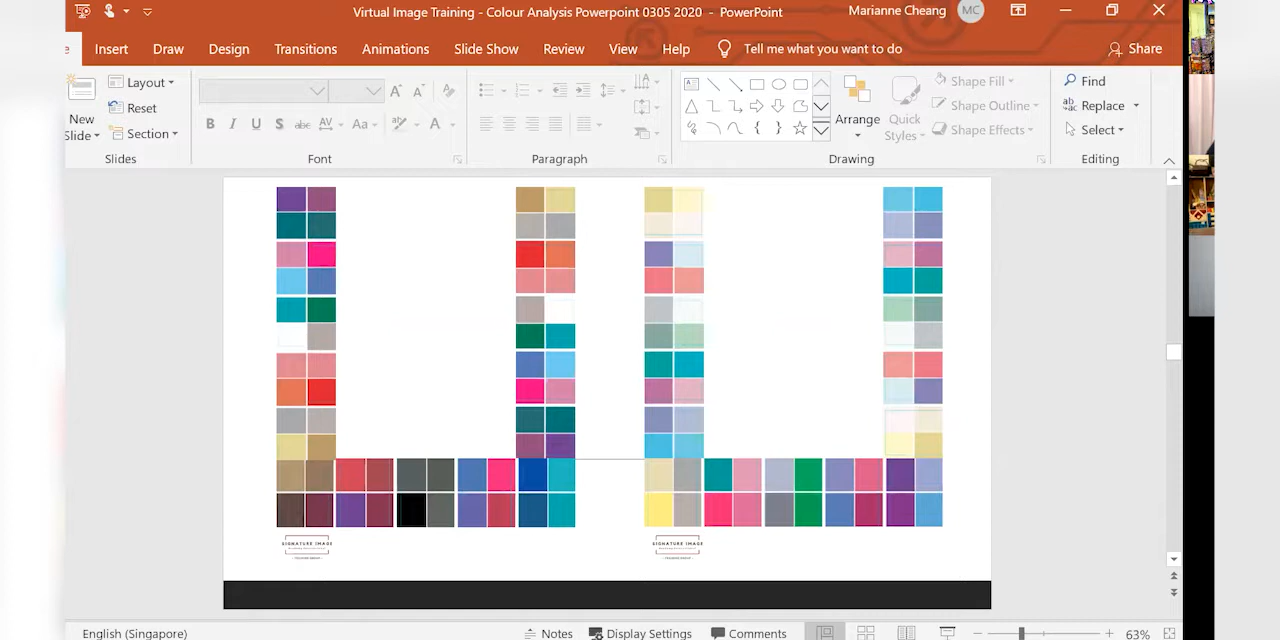 Virtual Image Training - Colour Analysis Powerpoint 0305 2020 - PowerPoint
Marianne Cheang MC
e Insert Draw Design Transitions Animations Slide Show Review View Help Tell me what you want to do Share
New Slide
Layout
Reset
Section
Slides
B I U S abc AV Aa A
Font
Paragraph
Arrange
Quick Styles
Shape Fill
Shape Outline
Shape Effects
Drawing
Find
Replace
Select
Editing
SIGNATURE IMAGE
SIGNATURE IMAGE
English (Singapore) Notes Display Settings Comments 63%